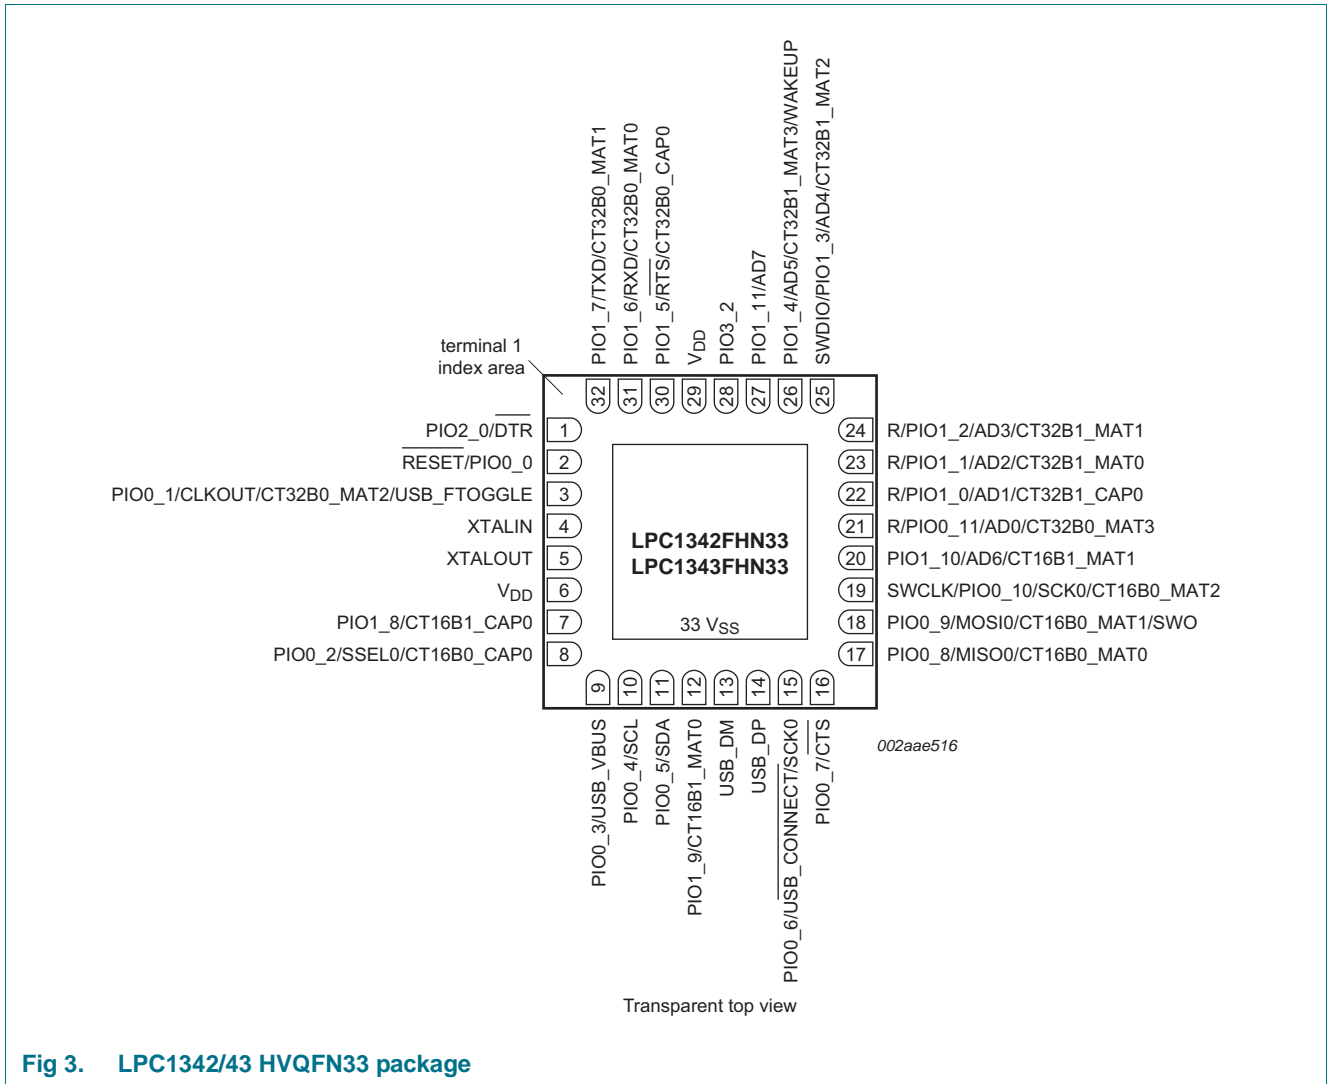 PIO1_7/TXD/CT32B0_MAT1
PIO1_6/RXD/CT32B0_MAT0
PIO1_5/RTS/CT32B0_CAP0
VDD
PIO3_2
PIO1_11/AD7
PIO1_4/AD5/CT32B1_MAT3/WAKEUP
SWDIO/PIO1_3/AD4/CT32B1_MAT2
terminal 1
index area
32 31 30 29 28 27 26 25
PIO2_0/DTR 1
RESET/PIO0_0 2
PIO0_1/CLKOUT/CT32B0_MAT2/USB_FTOGGLE 3
XTALIN 4
XTALOUT 5
VDD 6
PIO1_8/CT16B1_CAP0 7
PIO0_2/SSEL0/CT16B0_CAP0 8
24 R/PIO1_2/AD3/CT32B1_MAT1
23 R/PIO1_1/AD2/CT32B1_MAT0
22 R/PIO1_0/AD1/CT32B1_CAP0
21 R/PIO0_11/AD0/CT32B0_MAT3
20 PIO1_10/AD6/CT16B1_MAT1
19 SWCLK/PIO0_10/SCK0/CT16B0_MAT2
18 PIO0_9/MOSI0/CT16B0_MAT1/SWO
17 PIO0_8/MISO0/CT16B0_MAT0
LPC1342FHN33
LPC1343FHN33
33 VSS
9 10 11 12 13 14 15 16
PIO0_3/USB_VBUS
PIO0_4/SCL
PIO0_5/SDA
PIO1_9/CT16B1_MAT0
USB_DM
USB_DP
PIO0_6/USB_CONNECT/SCK0
PIO0_7/CTS
002aae516
Transparent top view
Fig 3. LPC1342/43 HVQFN33 package